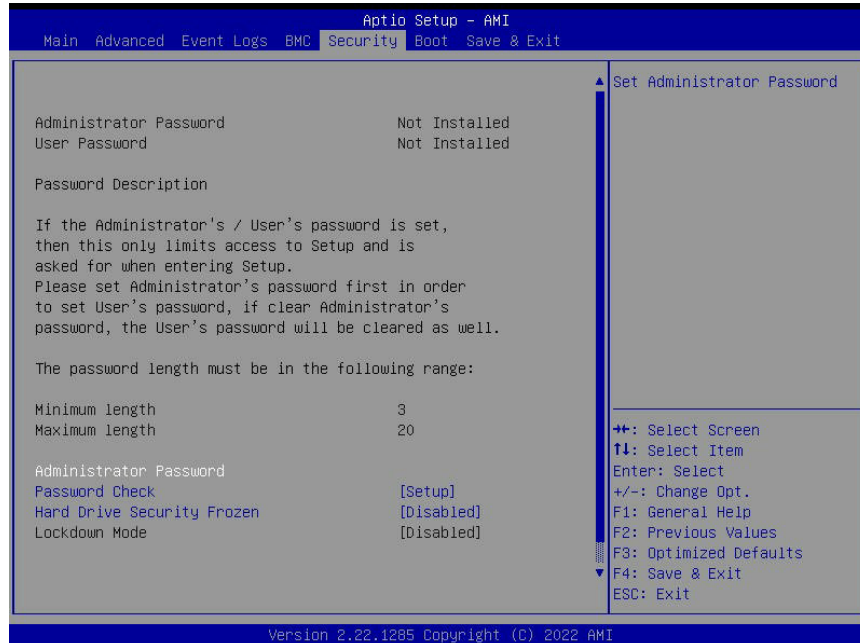 Aptio Setup - AMI
Main Advanced Event Logs BMC Security Boot Save & Exit
Administrator Password Not Installed
User Password Not Installed
Password Description
If the Administrator's / User's password is set,
then this only limits access to Setup and is
asked for when entering Setup.
Please set Administrator's password first in order
to set User's password, if clear Administrator's
password, the User's password will be cleared as well.
The password length must be in the following range:
Minimum length 3
Maximum length 20
Administrator Password
Password Check [Setup]
Hard Drive Security Frozen [Disabled]
Lockdown Mode [Disabled]
Set Administrator Password
→←: Select Screen
↑↓: Select Item
Enter: Select
+/-: Change Opt.
F1: General Help
F2: Previous Values
F3: Optimized Defaults
F4: Save & Exit
ESC: Exit
Version 2.22.1285 Copyright (C) 2022 AMI